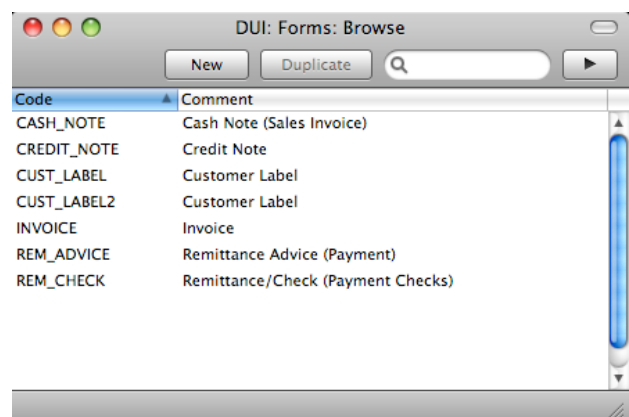 DUI: Forms: Browse
New Duplicate
Code Comment
CASH_NOTE Cash Note (Sales Invoice)
CREDIT_NOTE Credit Note
CUST_LABEL Customer Label
CUST_LABEL2 Customer Label
INVOICE Invoice
REM_ADVICE Remittance Advice (Payment)
REM_CHECK Remittance/Check (Payment Checks)